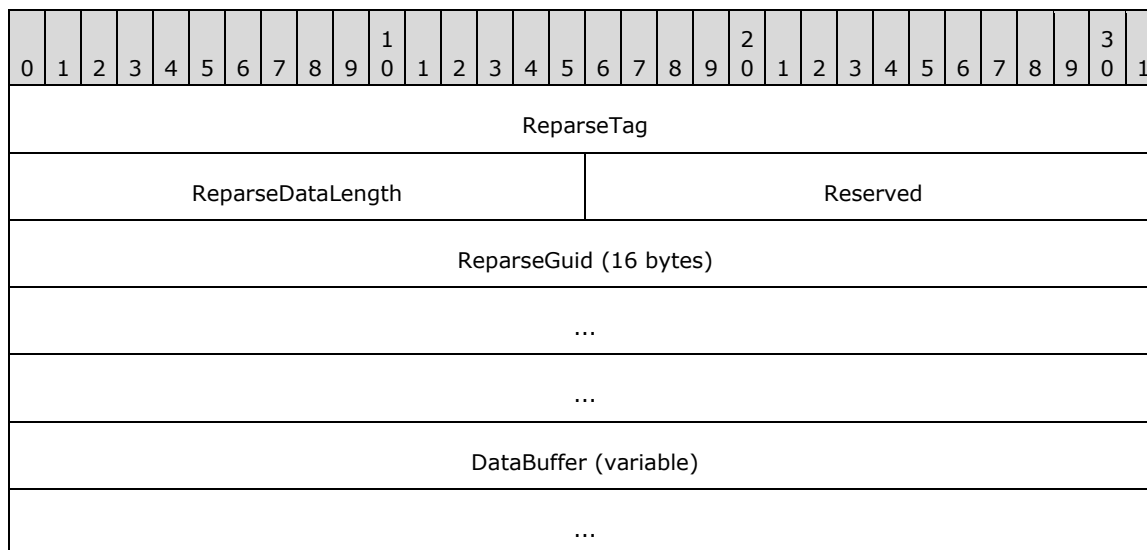 1 2 3
0 1 2 3 4 5 6 7 8 9 0 1 2 3 4 5 6 7 8 9 0 1 2 3 4 5 6 7 8 9 0 1
ReparseTag
ReparseDataLength Reserved
ReparseGuid (16 bytes)
...
...
DataBuffer (variable)
...